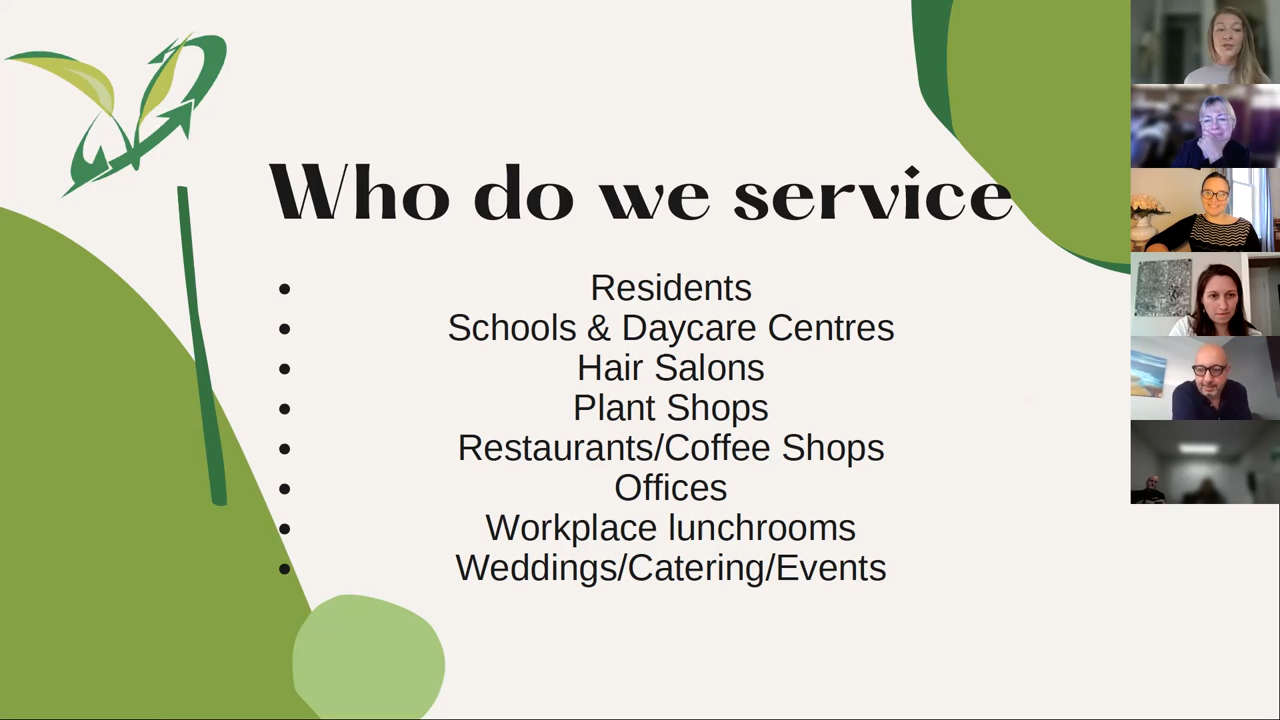 Who do we service
Residents
Schools & Daycare Centres
Hair Salons
Plant Shops
Restaurants/Coffee Shops
Offices
Workplace lunchrooms
Weddings/Catering/Events